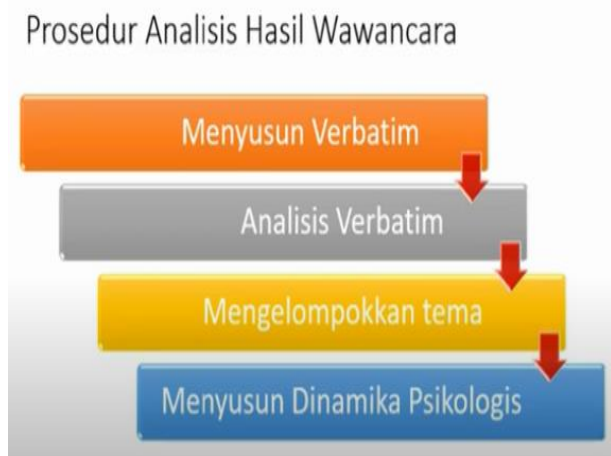 Prosedur Analisis Hasil Wawancara
Menyusun Verbatim
Analisis Verbatim
Mengelompokkan tema
Menyusun Dinamika Psikologis